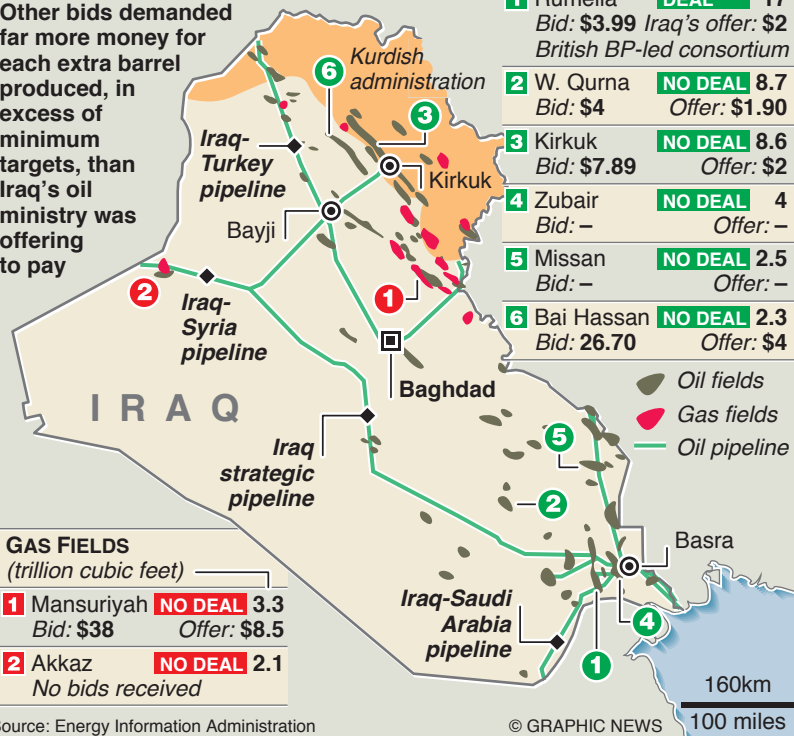 Other bids demanded
far more money for
each extra barrel
produced, in
excess of
minimum
targets, than
Iraq's oil
ministry was
offering
to pay
1 Rumeila DEAL 17
Bid: $3.99 Iraq's offer: $2
British BP-led consortium
2 W. Qurna NO DEAL 8.7
Bid: $4 Offer: $1.90
3 Kirkuk NO DEAL 8.6
Bid: $7.89 Offer: $2
4 Zubair NO DEAL 4
Bid: – Offer: –
5 Missan NO DEAL 2.5
Bid: – Offer: –
6 Bai Hassan NO DEAL 2.3
Bid: 26.70 Offer: $4
Oil fields
Gas fields
Oil pipeline
6
Kurdish
administration
3
Iraq-
Turkey
pipeline
Kirkuk
Bayji
2
1
Iraq-
Syria
pipeline
Baghdad
IRAQ
Iraq
strategic
pipeline
5
2
Basra
Iraq-Saudi
Arabia
pipeline
4
1
GAS FIELDS
(trillion cubic feet)
1 Mansuriyah NO DEAL 3.3
Bid: $38 Offer: $8.5
2 Akkaz NO DEAL 2.1
No bids received
160km
100 miles
Source: Energy Information Administration
© GRAPHIC NEWS